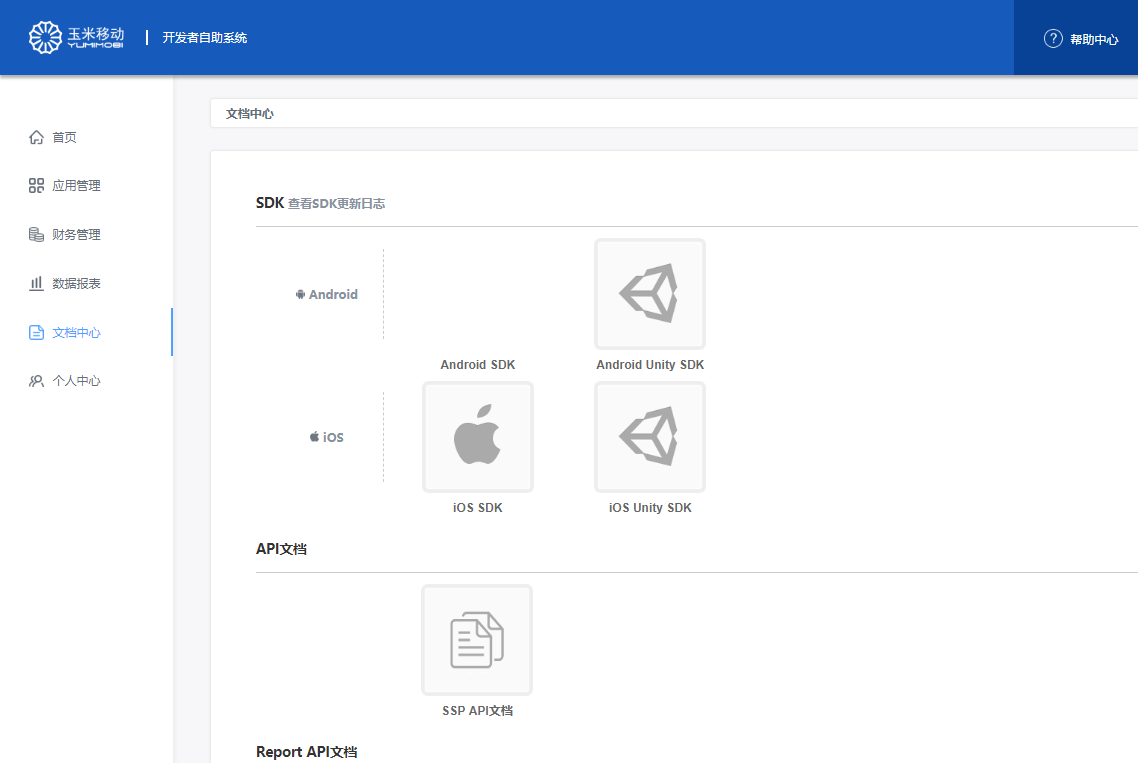 玉米移动
YUMIMOBI
开发者自助系统
? 帮助中心
首页
应用管理
财务管理
数据报表
文档中心
个人中心
文档中心
SDK 查看SDK更新日志
Android
Android SDK
Android Unity SDK
iOS
iOS SDK
iOS Unity SDK
API文档
SSP API文档
Report API文档